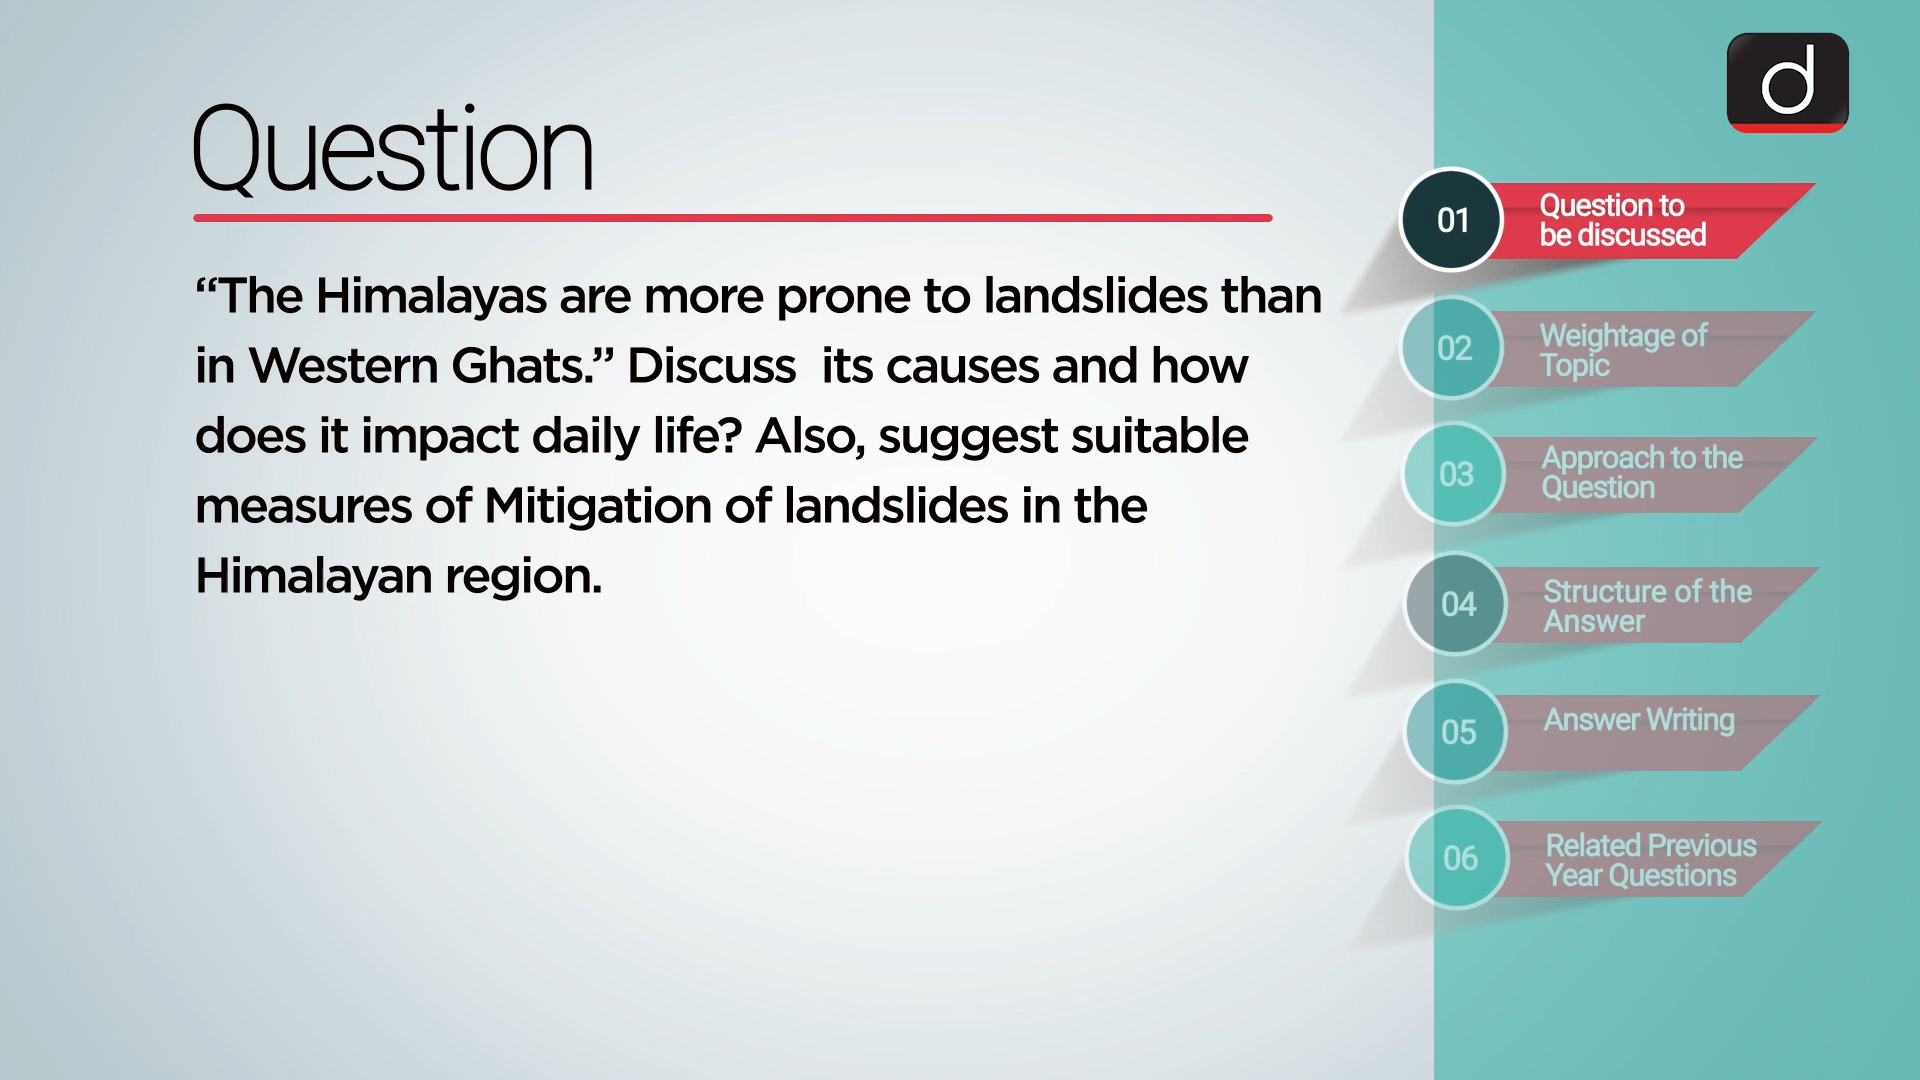 Question
“The Himalayas are more prone to landslides than
in Western Ghats.” Discuss  its causes and how
does it impact daily life? Also, suggest suitable
measures of Mitigation of landslides in the
Himalayan region.
d
01
Question to
be discussed
02
Weightage of
Topic
03
Approach to the
Question
04
Structure of the
Answer
05
Answer Writing
06
Related Previous
Year Questions